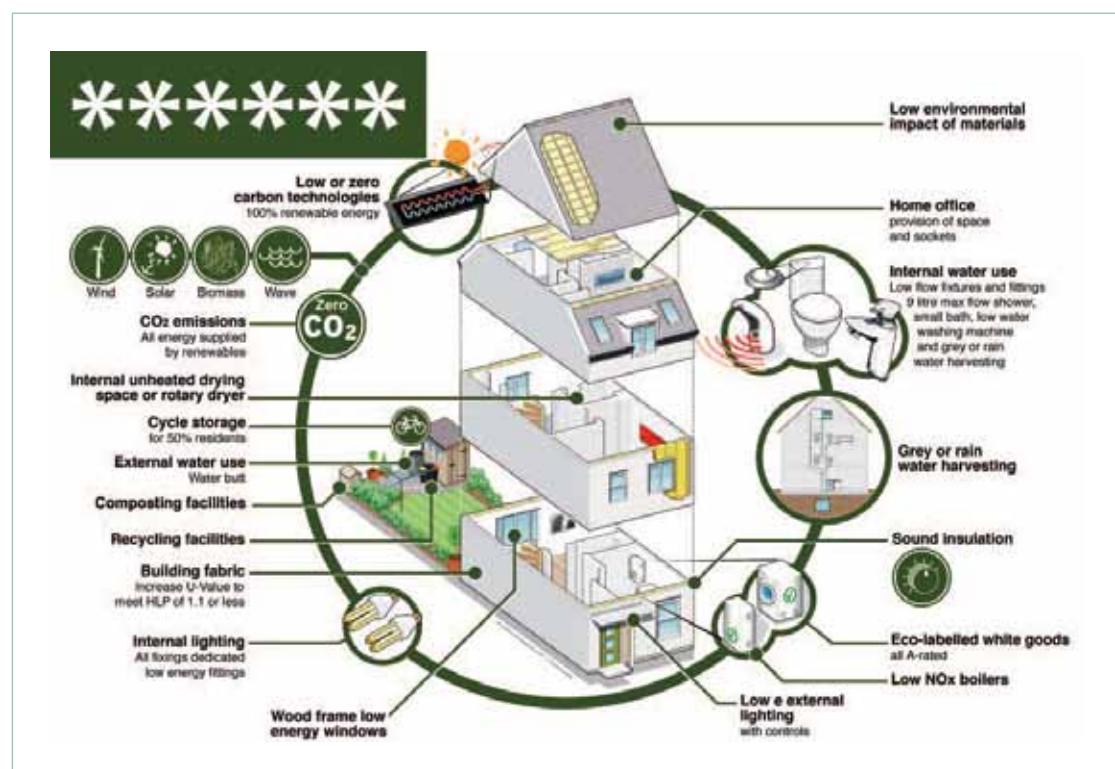 ******
Low or zero
carbon technologies
100% renewable energy
Wind
Solar
Biomass
Wave
Zero
CO2
CO2 emissions
All energy supplied
by renewables
Internal unheated drying
space or rotary dryer
Cycle storage
for 50% residents
External water use
Water butt
Composting facilities
Recycling facilities
Building fabric
Increase U-Value to
meet HLP of 1.1 or less
Internal lighting
All fixings dedicated
low energy fittings
Wood frame low
energy windows
Low environmental
impact of materials
Home office
provision of space
and sockets
Internal water use
Low flow fixtures and fittings
9 litre max flow shower,
small bath, low water
washing machine
and grey or rain
water harvesting
Grey or rain
water harvesting
Sound insulation
Eco-labelled white goods
all A-rated
Low NOx boilers
Low e external
lighting
with controls